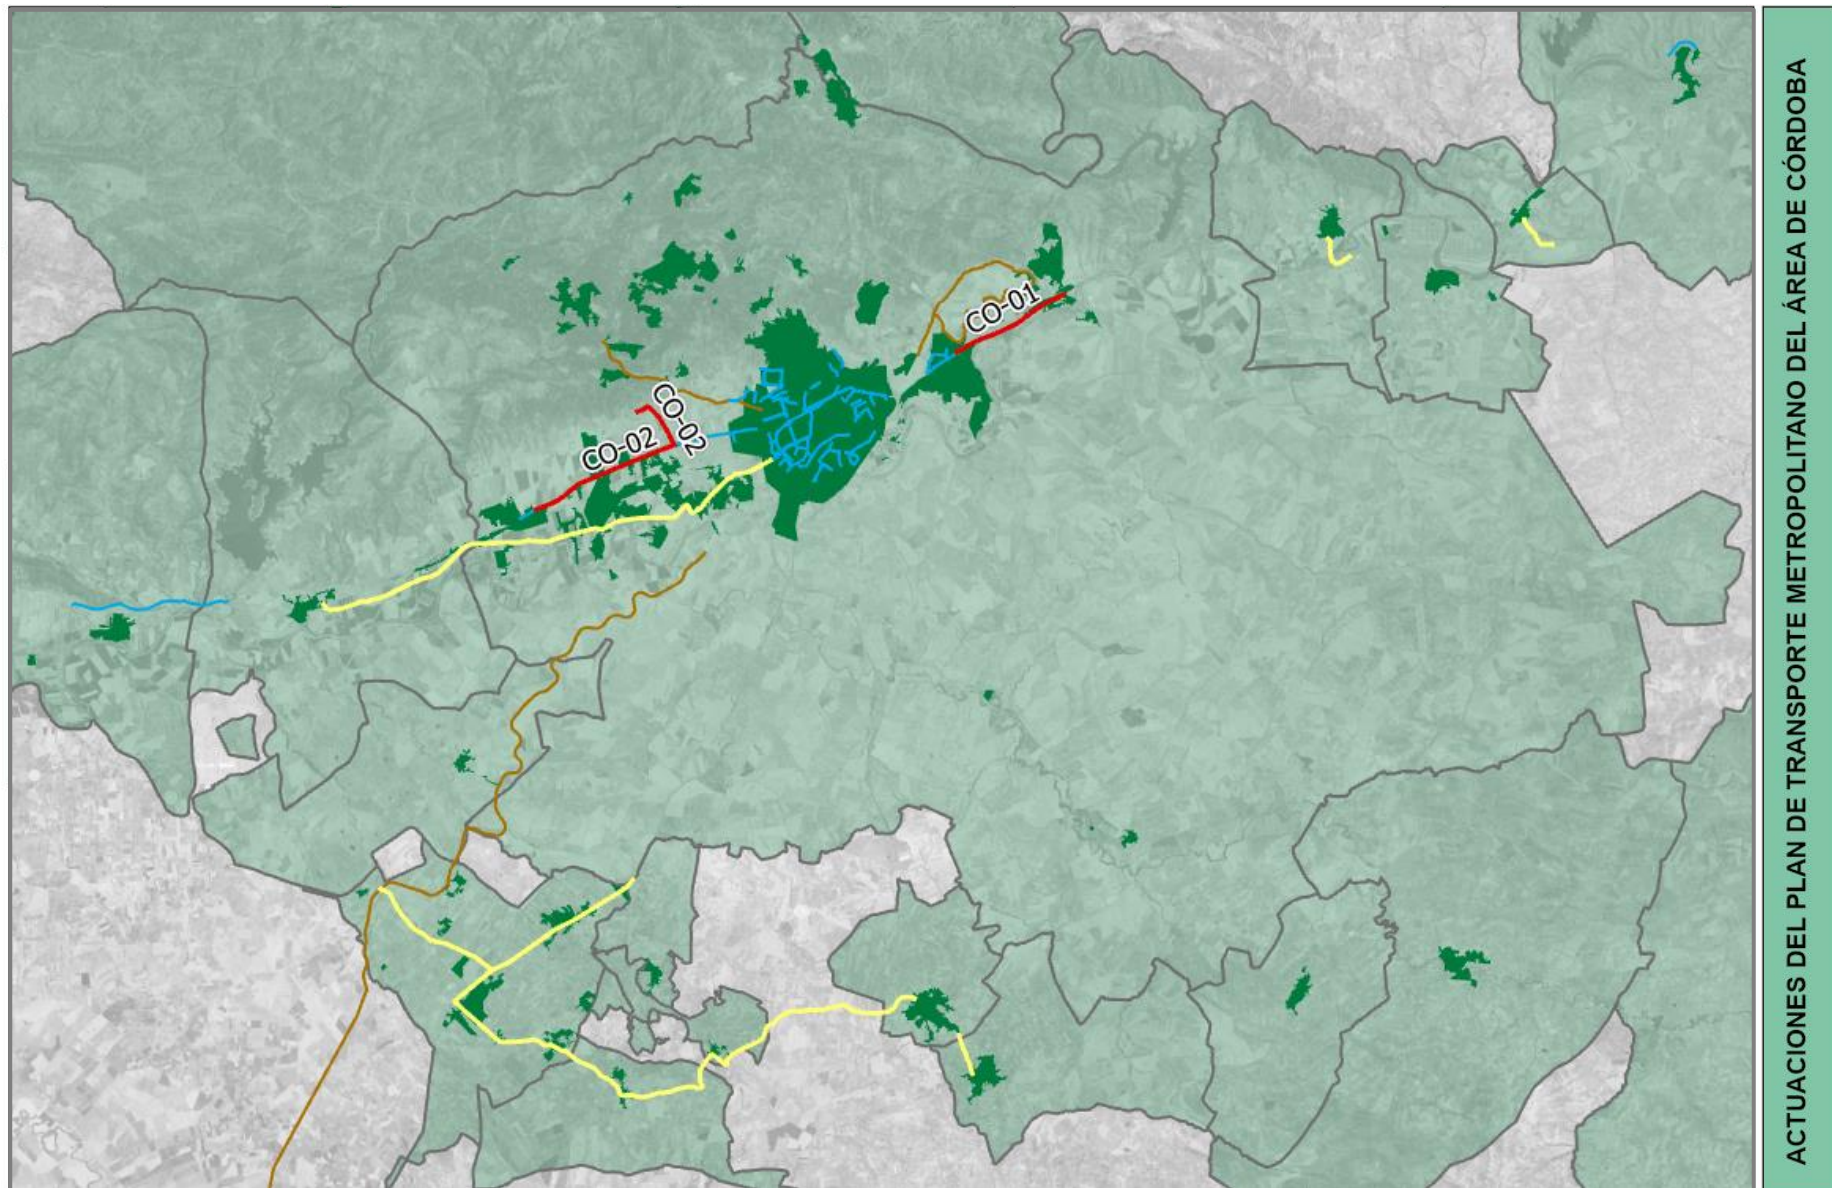 CO-01
CO-02
CO-02
ACTUACIONES DEL PLAN DE TRANSPORTE METROPOLITANO DEL ÁREA DE CÓRDOBA